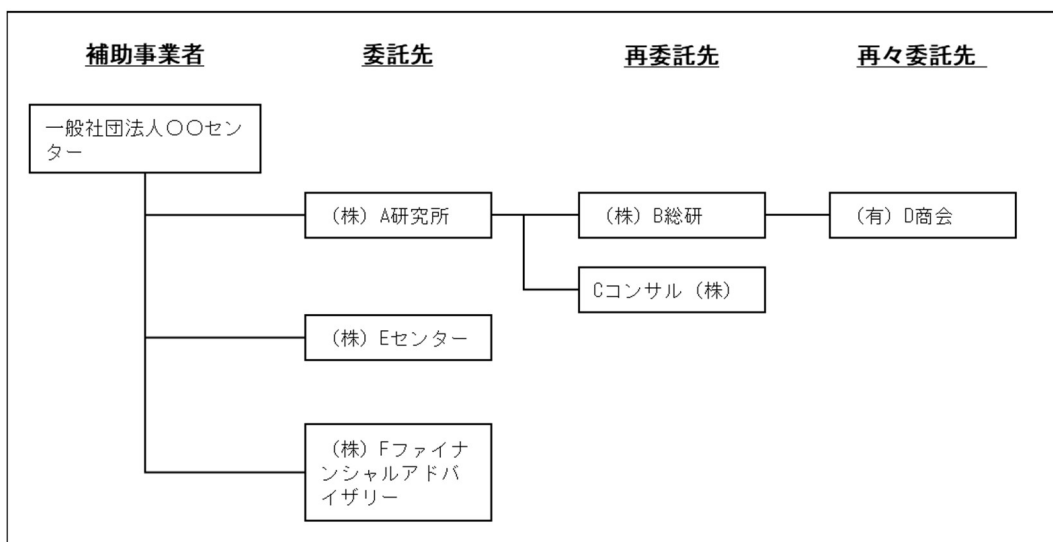 補助事業者
委託先
再委託先
再々委託先
一般社団法人〇〇セン
ター
（株）A研究所
（株）B総研
（有）D商会
Cコンサル（株）
（株）Eセンター
（株）Fファイナ
ンシャルアドバ
イザリー